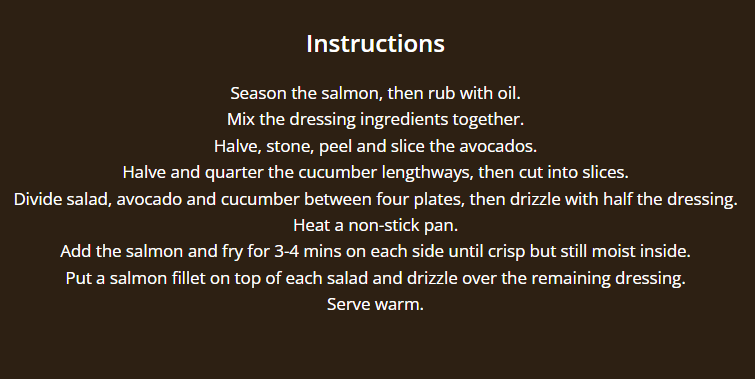 Instructions
Season the salmon, then rub with oil.
Mix the dressing ingredients together.
Halve, stone, peel and slice the avocados.
Halve and quarter the cucumber lengthways, then cut into slices.
Divide salad, avocado and cucumber between four plates, then drizzle with half the dressing.
Heat a non-stick pan.
Add the salmon and fry for 3-4 mins on each side until crisp but still moist inside.
Put a salmon fillet on top of each salad and drizzle over the remaining dressing.
Serve warm.